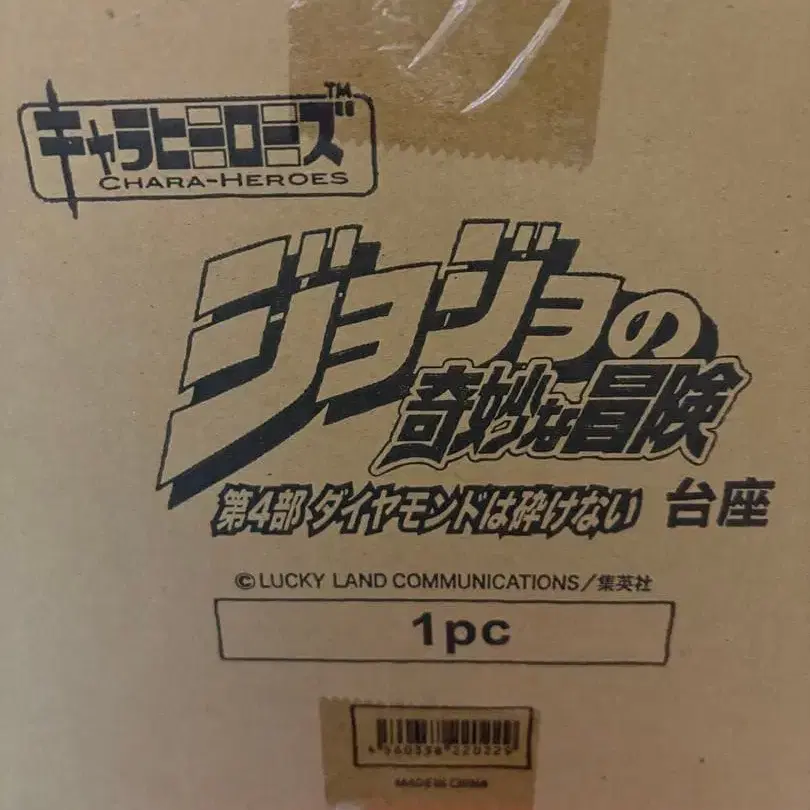 キャラヒーローズ™
CHARA-HEROES
ジョジョの
奇妙な冒険
第4部 ダイヤモンドは砕けない 台座
©LUCKY LAND COMMUNICATIONS/集英社
1pc
4560338220229
MADE IN CHINA